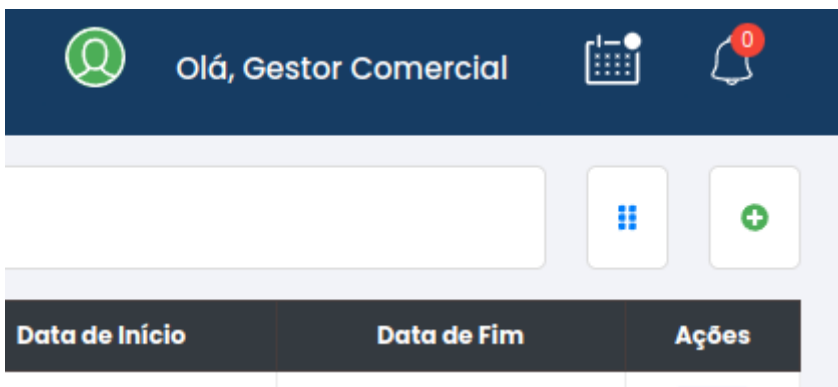 Olá, Gestor Comercial 0
Data de Início Data de Fim Ações